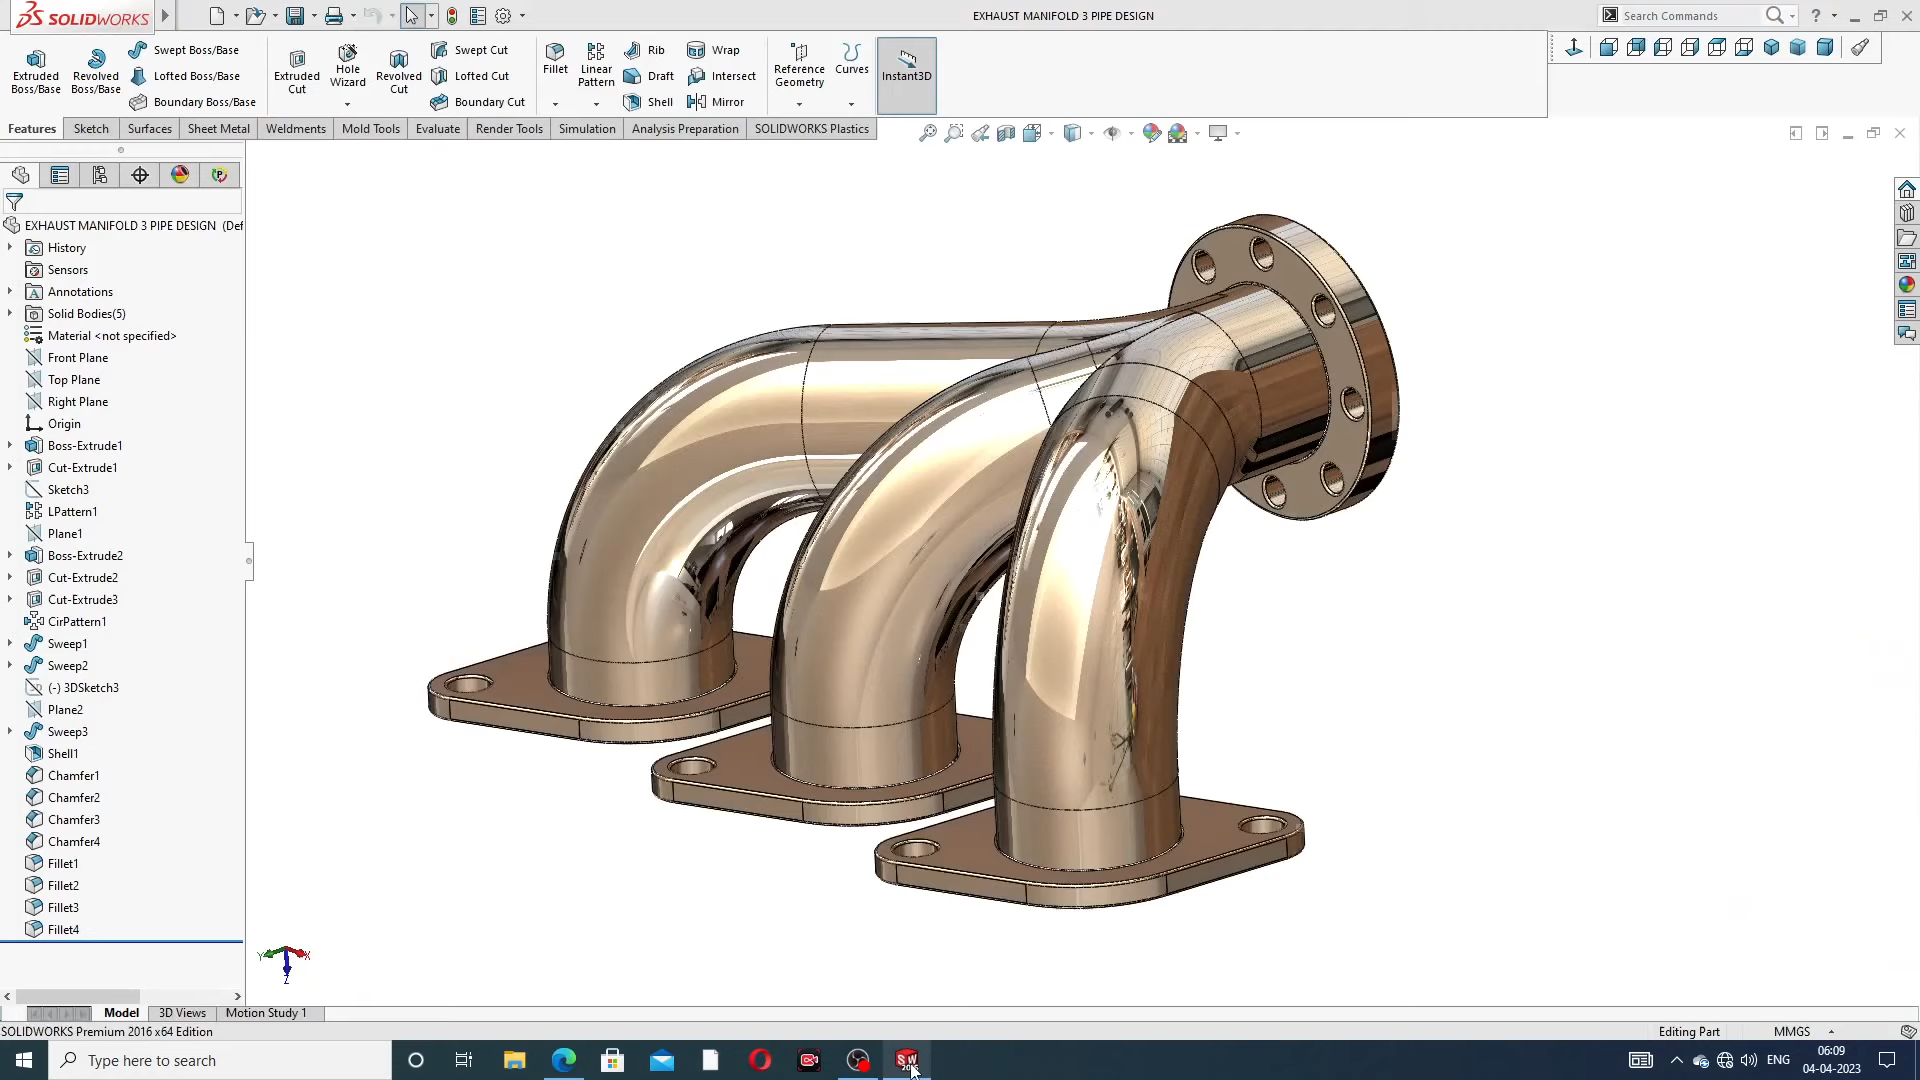 SOLIDWORKS
EXHAUST MANIFOLD 3 PIPE DESIGN
Search Commands
Extruded Boss/Base
Revolved Boss/Base
Swept Boss/Base
Lofted Boss/Base
Boundary Boss/Base
Extruded Cut
Hole Wizard
Revolved Cut
Swept Cut
Lofted Cut
Boundary Cut
Fillet
Linear Pattern
Rib
Draft
Shell
Wrap
Intersect
Mirror
Reference Geometry
Curves
Instant3D
Features
Sketch
Surfaces
Sheet Metal
Weldments
Mold Tools
Evaluate
Render Tools
Simulation
Analysis Preparation
SOLIDWORKS Plastics
EXHAUST MANIFOLD 3 PIPE DESIGN (Def
History
Sensors
Annotations
Solid Bodies(5)
Material <not specified>
Front Plane
Top Plane
Right Plane
Origin
Boss-Extrude1
Cut-Extrude1
Sketch3
LPattern1
Plane1
Boss-Extrude2
Cut-Extrude2
Cut-Extrude3
CirPattern1
Sweep1
Sweep2
(-) 3DSketch3
Plane2
Sweep3
Shell1
Chamfer1
Chamfer2
Chamfer3
Chamfer4
Fillet1
Fillet2
Fillet3
Fillet4
Y
X
Z
Model
3D Views
Motion Study 1
SOLIDWORKS Premium 2016 x64 Edition
Editing Part
MMGS
Type here to search
ENG
06:09
04-04-2023